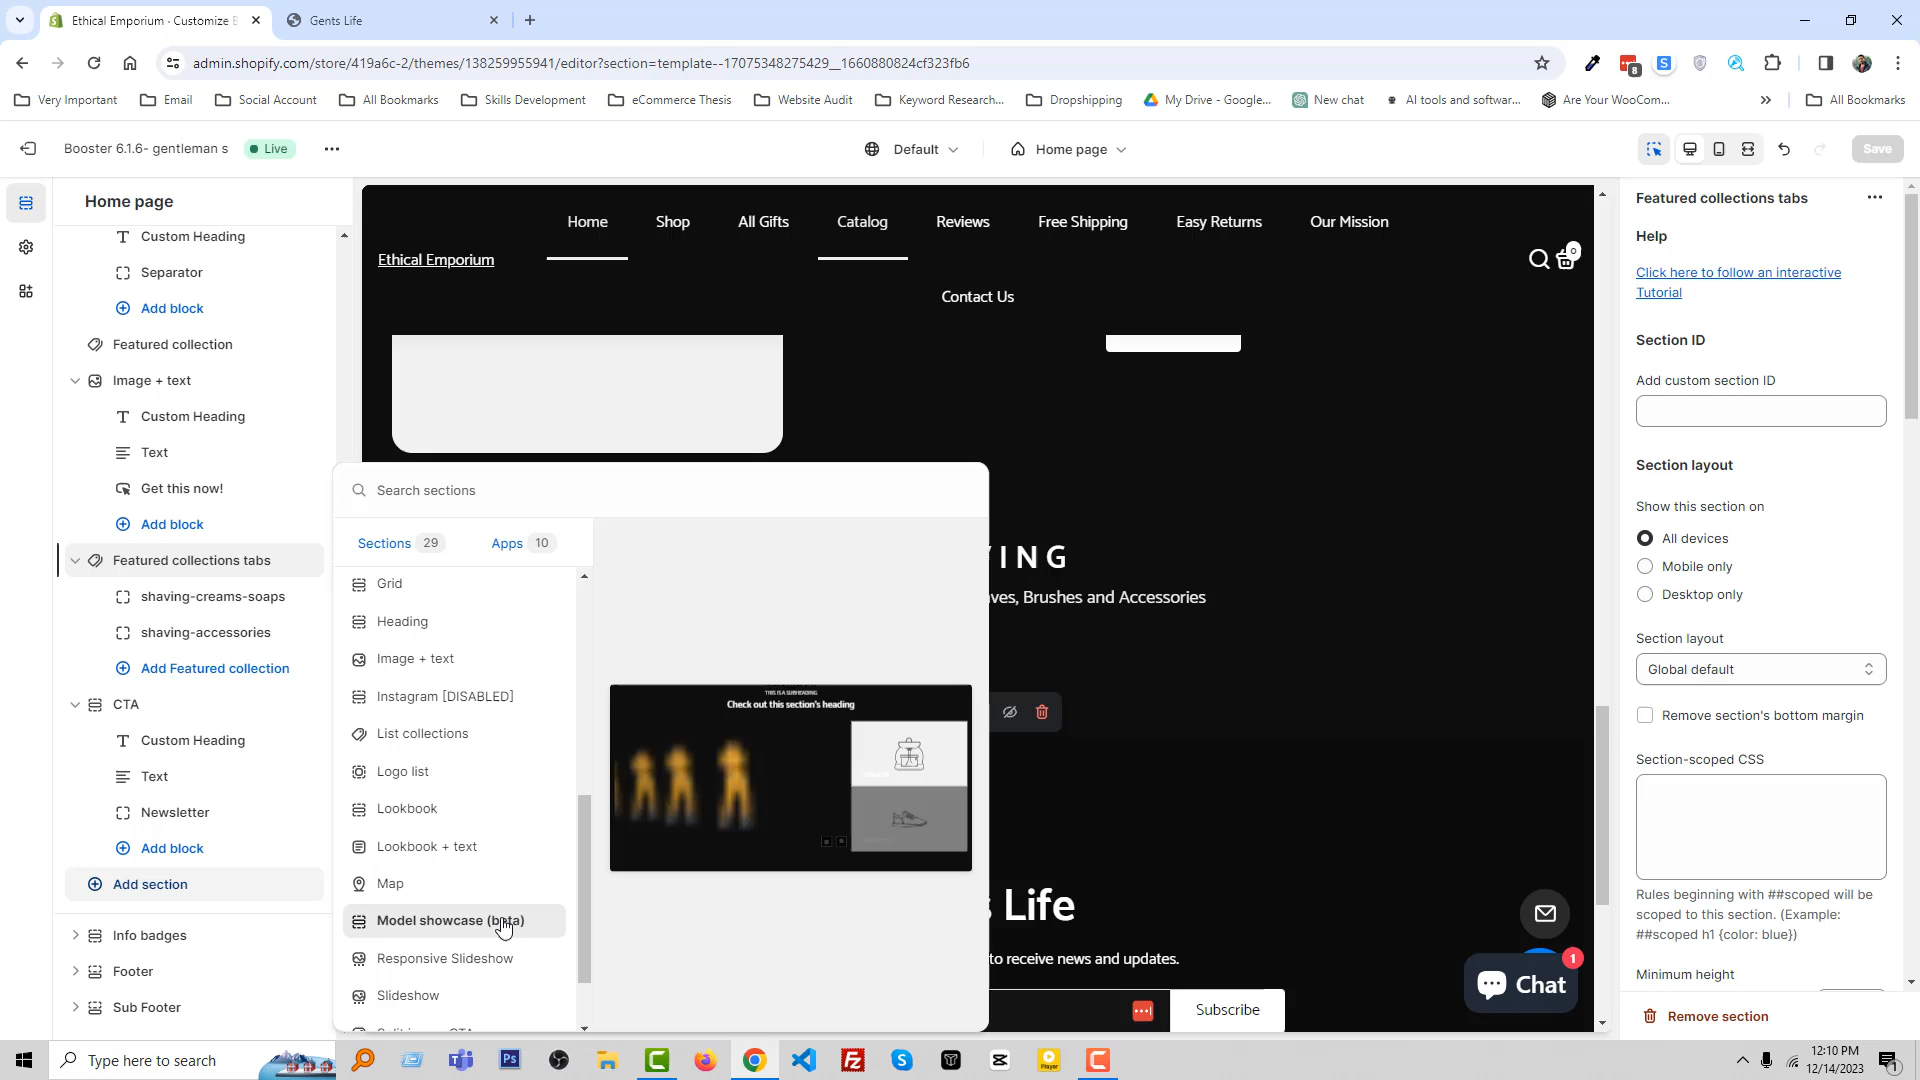 Ethical Emporium · Customize B
Gents Life
admin.shopify.com/store/419a6c-2/themes/138259955941/editor?section=template--17075348275429__1660880824cf323fb6
8
Very Important
Email
Social Account
All Bookmarks
Skills Development
eCommerce Thesis
Website Audit
Keyword Research...
Dropshipping
My Drive - Google...
New chat
AI tools and softwar...
Are Your WooCom...
»
All Bookmarks
Booster 6.1.6- gentleman s
Live
Default
Home page
Save
Home page
Custom Heading
Separator
Add block
Featured collection
Image + text
Custom Heading
Text
Get this now!
Add block
Featured collections tabs
shaving-creams-soaps
shaving-accessories
Add Featured collection
CTA
Custom Heading
Text
Newsletter
Add block
Add section
Info badges
Footer
Sub Footer
Home
Shop
All Gifts
Catalog
Reviews
Free Shipping
Easy Returns
Our Mission
Ethical Emporium
0
Contact Us
VING
ves, Brushes and Accessories
Search sections
Sections 29
Apps 10
Grid
Heading
Image + text
Instagram [DISABLED]
List collections
Logo list
Lookbook
Lookbook + text
Map
Model showcase (beta)
Responsive Slideshow
Slideshow
THIS IS A SUBHEADING
Check out this section's heading
s Life
to receive news and updates.
Subscribe
Chat
1
Featured collections tabs
Help
Click here to follow an interactive
Tutorial
Section ID
Add custom section ID
Section layout
Show this section on
All devices
Mobile only
Desktop only
Section layout
Global default
Remove section's bottom margin
Section-scoped CSS
Rules beginning with ##scoped will be
scoped to this section. (Example:
##scoped h1 {color: blue})
Minimum height
Remove section
Type here to search
Ps
Player
12:10 PM
12/14/2023
1